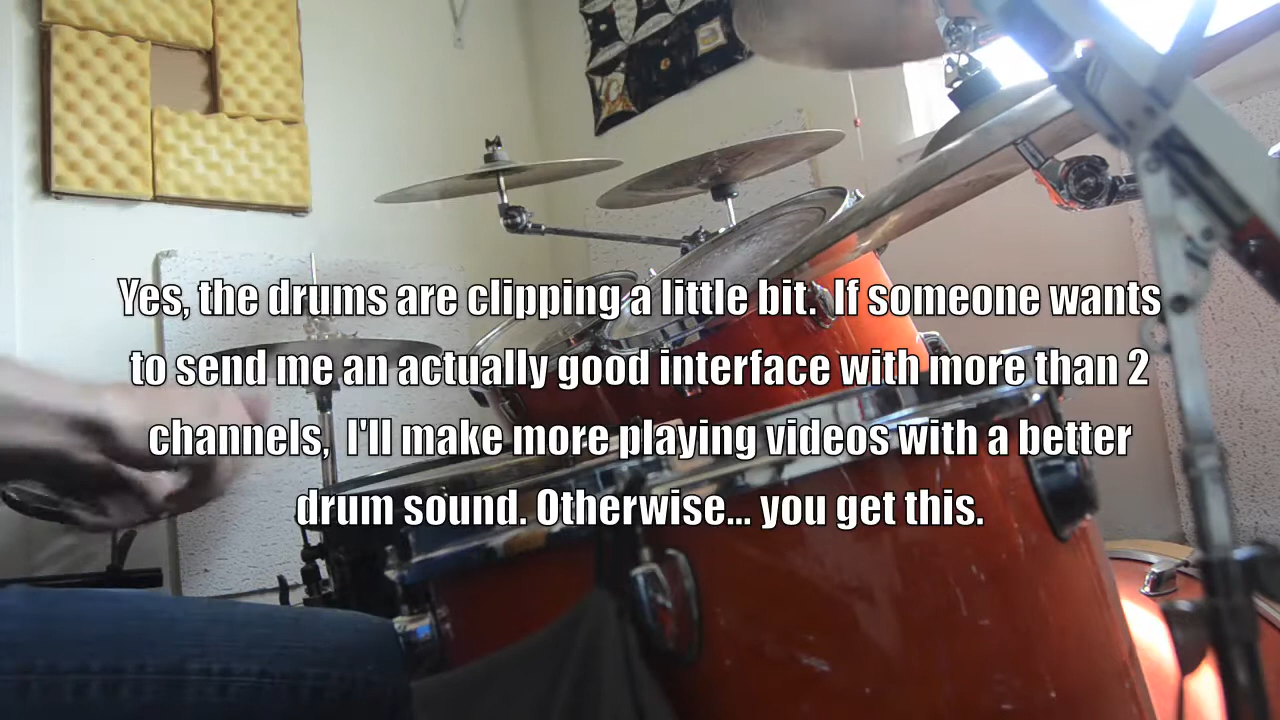 Yes, the drums are clipping a little bit.  If someone wants
to send me an actually good interface with more than 2
channels,  I'll make more playing videos with a better
drum sound. Otherwise... you get this.